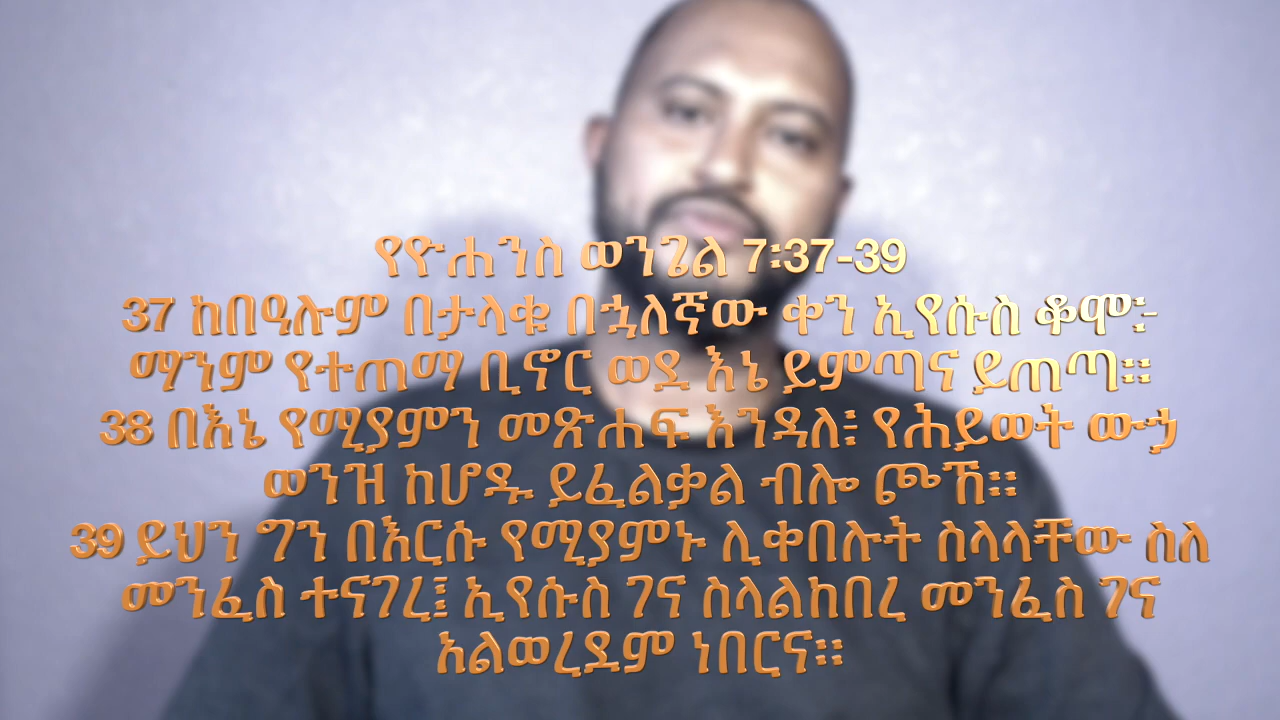 የዮሐንስ ወንጌል 7፡37-39
37 ከበዓሉም በታላቁ በኋለኛው ቀን ኢየሱስ ቆሞ፡-
ማንም የተጠማ ቢኖር ወደ እኔ ይምጣና ይጠጣ።
38 በእኔ የሚያምን መጽሐፍ እንዳለ፥ የሕይወት ውኃ
ወንዝ ከሆዱ ይፈልቃል ብሎ ጮኸ።
39 ይህን ግን በእርሱ የሚያምኑ ሊቀበሉት ስላላቸው ስለ
መንፈስ ተናገረ፤ ኢየሱስ ገና ስላልከበረ መንፈስ ገና
አልወረደም ነበርና።